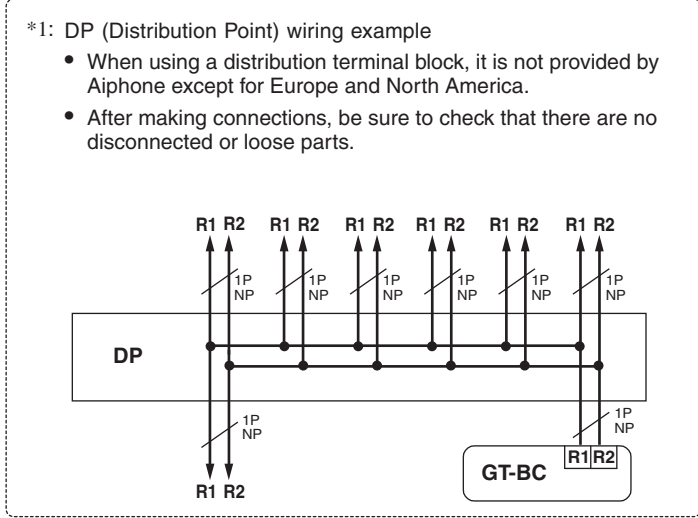 *1: DP (Distribution Point) wiring example
• When using a distribution terminal block, it is not provided by
Aiphone except for Europe and North America.
• After making connections, be sure to check that there are no
disconnected or loose parts.
R1 R2 R1 R2 R1 R2 R1 R2 R1 R2 R1 R2
1P 1P 1P 1P 1P 1P
NP NP NP NP NP NP
DP
1P 1P
NP NP
R1 R2
GT-BC
R1 R2